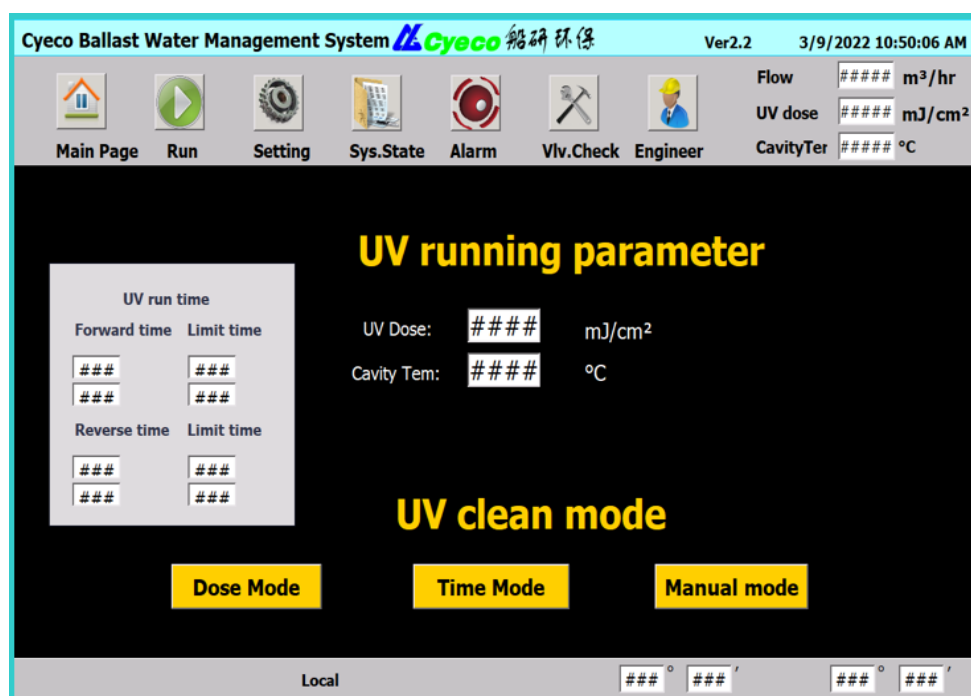 Cyeco Ballast Water Management System Cyeco 船研环保 Ver2.2 3/9/2022 10:50:06 AM
Flow ##### m³/hr
UV dose ##### mJ/cm²
CavityTer ##### °C
Main Page Run Setting Sys.State Alarm Vlv.Check Engineer
UV running parameter
UV run time
Forward time Limit time
### ###
### ###
Reverse time Limit time
### ###
### ###
UV Dose: #### mJ/cm²
Cavity Tem: #### °C
UV clean mode
Dose Mode Time Mode Manual mode
Local ### ° ### ′ ### ° ### ′